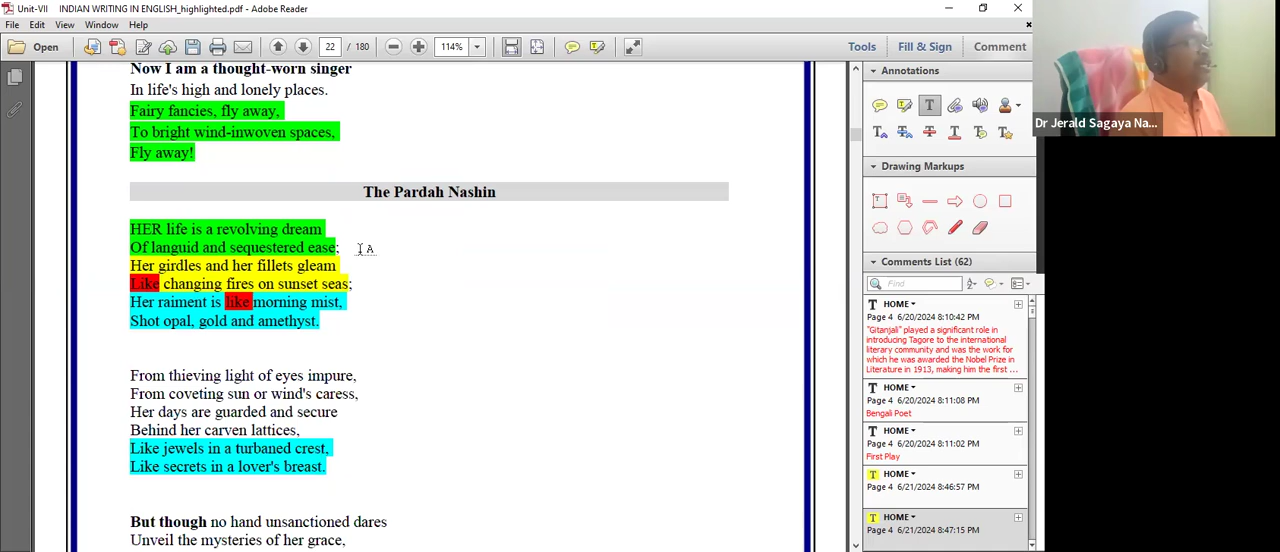 Unit-VII INDIAN WRITING IN ENGLISH_highlighted.pdf - Adobe Reader
File Edit View Window Help
Open 22 / 180 114% Tools Fill & Sign Comment
Now I am a thought-worn singer
In life's high and lonely places.
Fairy fancies, fly away,
To bright wind-inwoven spaces,
Fly away!
The Pardah Nashin
HER life is a revolving dream
Of languid and sequestered ease;
Her girdles and her fillets gleam
Like changing fires on sunset seas;
Her raiment is like morning mist,
Shot opal, gold and amethyst.
From thieving light of eyes impure,
From coveting sun or wind's caress,
Her days are guarded and secure
Behind her carven lattices,
Like jewels in a turbaned crest,
Like secrets in a lover's breast.
But though no hand unsanctioned dares
Unveil the mysteries of her grace,
Annotations
Drawing Markups
Comments List (62)
Find
HOME
Page 4 6/20/2024 8:10:42 PM
"Gitanjali" played a significant role in
introducing Tagore to the international
literary community and was the work for
which he was awarded the Nobel Prize in
Literature in 1913, making him the first ...
HOME
Page 4 6/20/2024 8:11:08 PM
Bengali Poet
HOME
Page 4 6/20/2024 8:11:02 PM
First Play
HOME
Page 4 6/21/2024 8:46:57 PM
HOME
Page 4 6/21/2024 8:47:15 PM
Dr Jerald Sagaya Na...